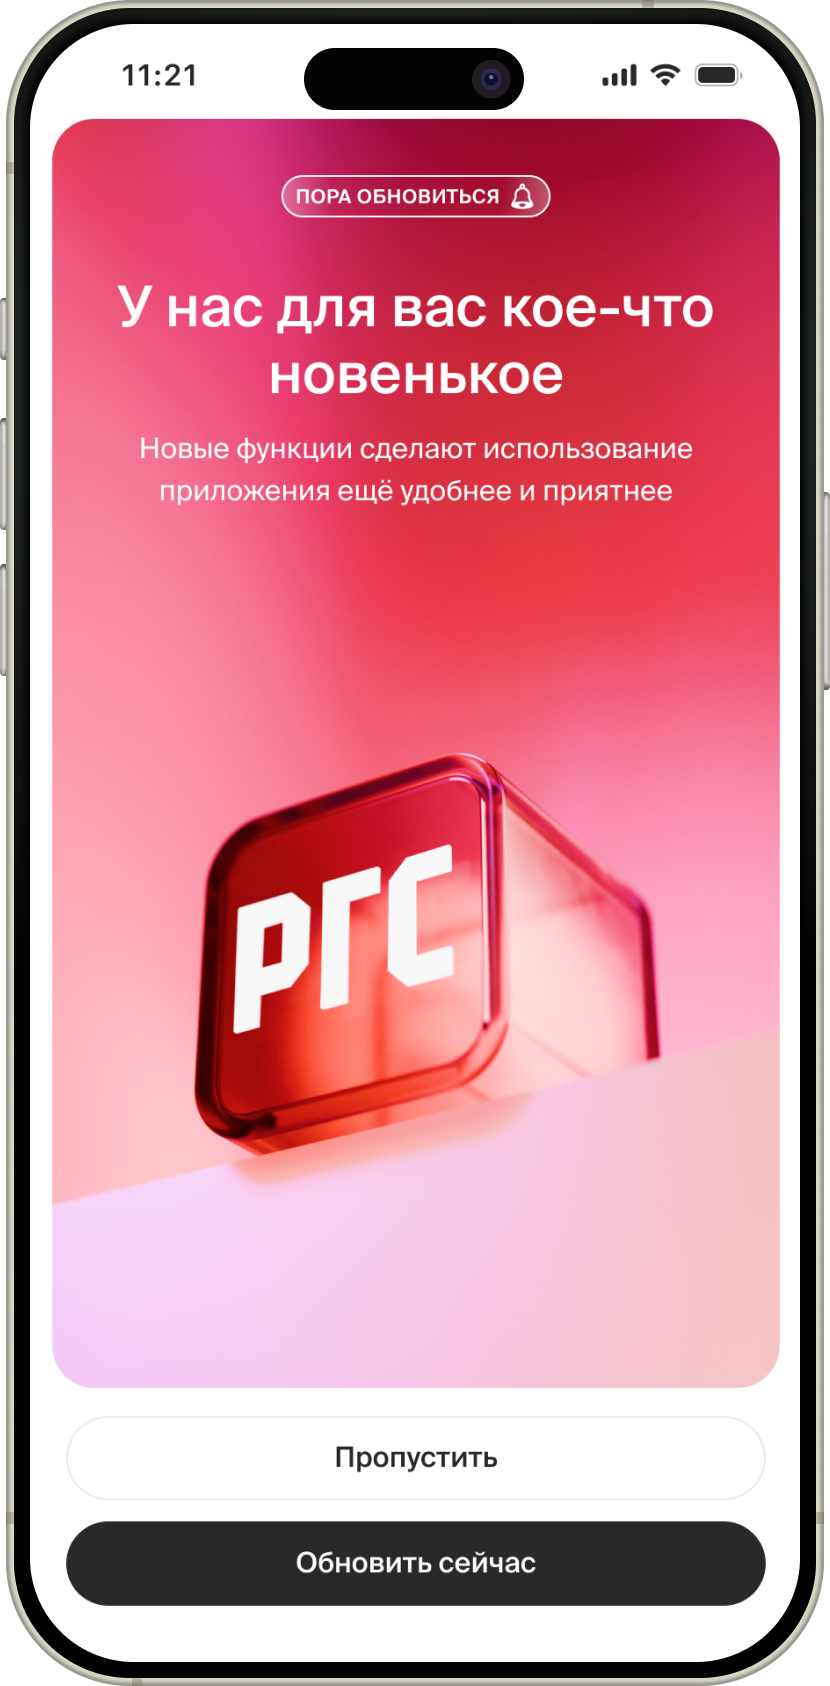 11:21
ПОРА ОБНОВИТЬСЯ
У нас для вас кое-что
новенькое
Новые функции сделают использование
приложения ещё удобнее и приятнее
РГС
Пропустить
Обновить сейчас